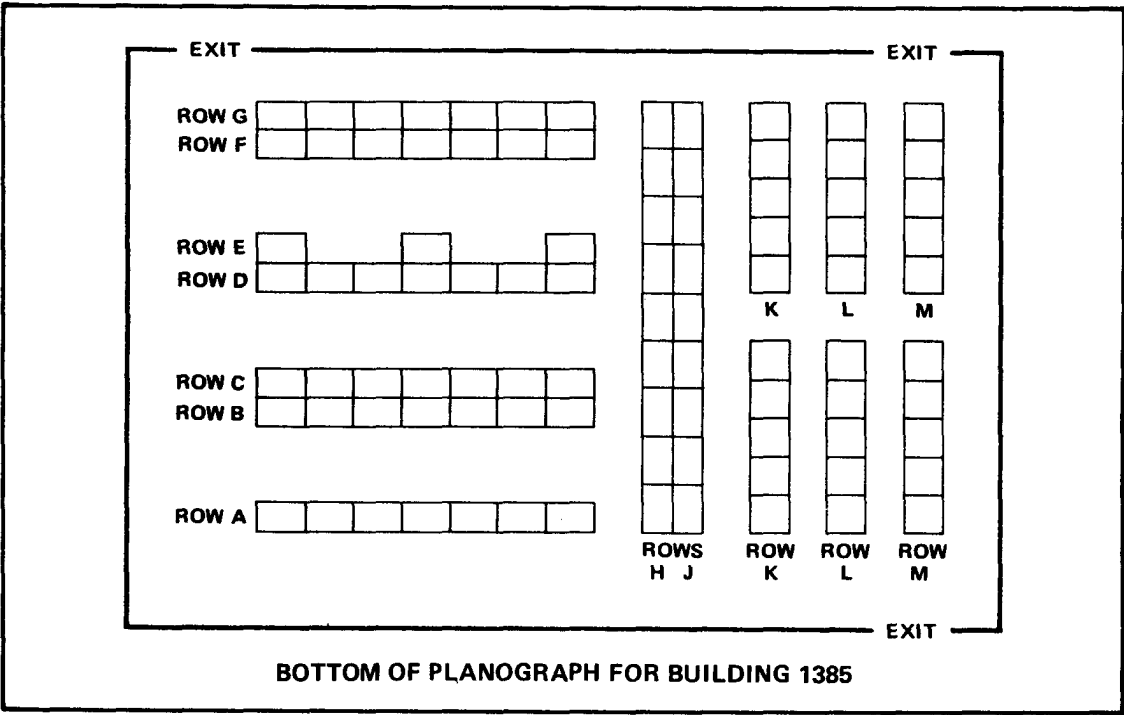 EXIT EXIT
ROW G
ROW F
ROW E
ROW D
K L M
ROW C
ROW B
ROW A
ROWS ROW ROW ROW
H J K L M
EXIT
BOTTOM OF PLANOGRAPH FOR BUILDING 1385